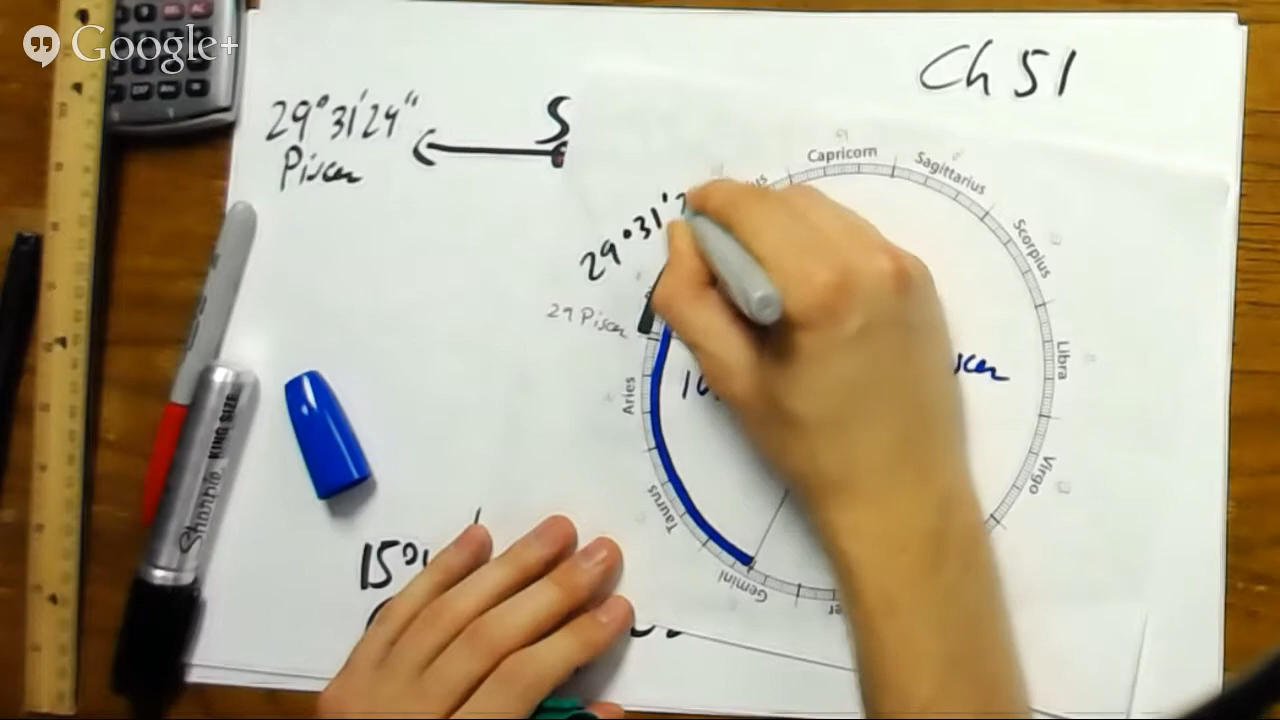 Google+
Ch 51
29°31'24"
Pisces
S
Capricorn
Sagittarius
Scorpius
Libra
Virgo
29°31'
29 Pisces
Aries
Taurus
Gemini
15°
Sharpie
KING SIZE